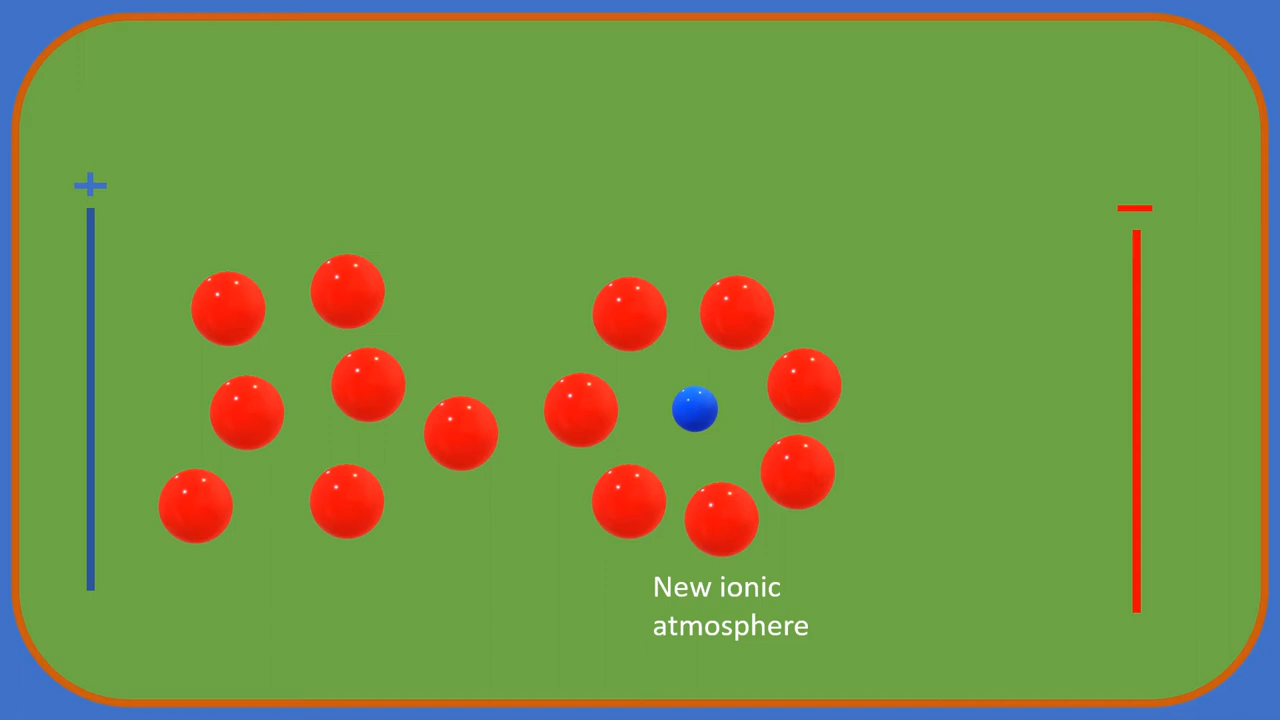 +
−
New ionic
atmosphere